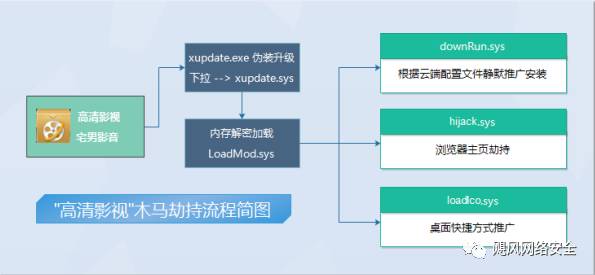 高清影视
宅男影音
xupdate.exe 伪装升级
下拉 --> xupdate.sys
内存解密加载
LoadMod.sys
downRun.sys
根据云端配置文件静默推广安装
hijack.sys
浏览器主页劫持
loadIco.sys
桌面快捷方式推广
"高清影视"木马劫持流程简图
飓风网络安全